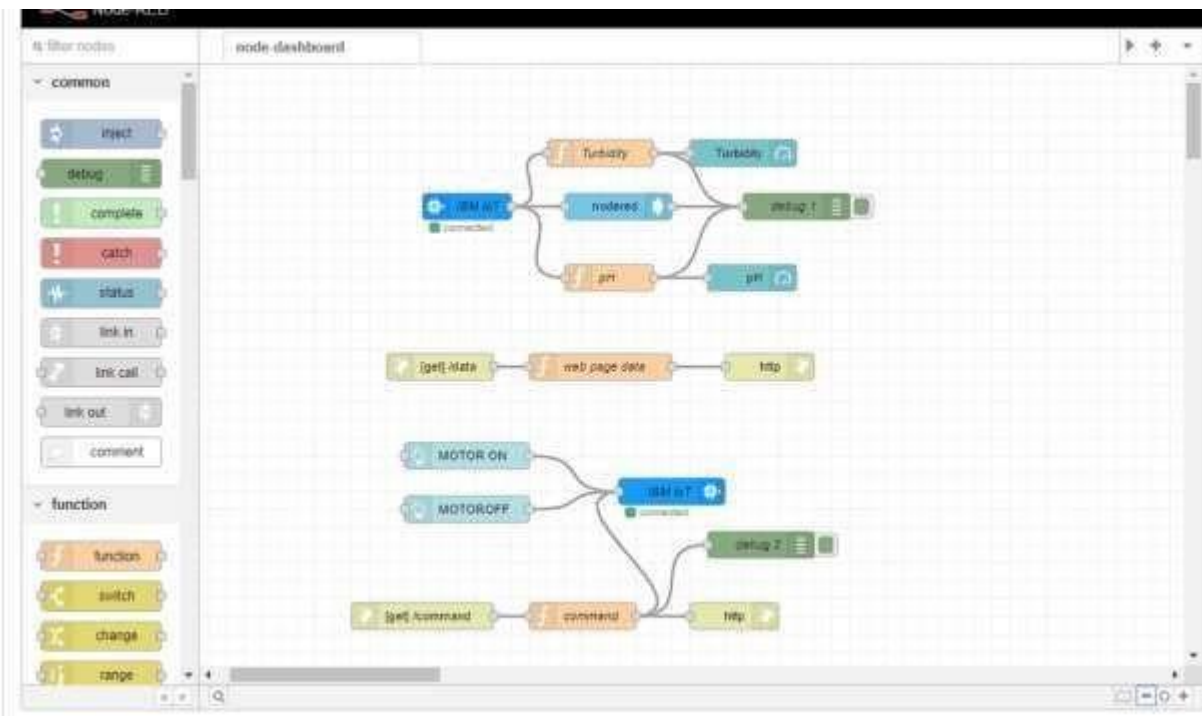 Node-RED
filter nodes
node-dashboard
common
inject
debug
complete
catch
status
link in
link call
link out
comment
function
function
switch
change
range
Turbidity
Turbidity
IBM IoT
connected
nodered
debug 1
pH
pH
[get] /data
web page data
http
MOTOR ON
MOTOROFF
IBM IoT
connected
debug 2
[get] /command
command
http